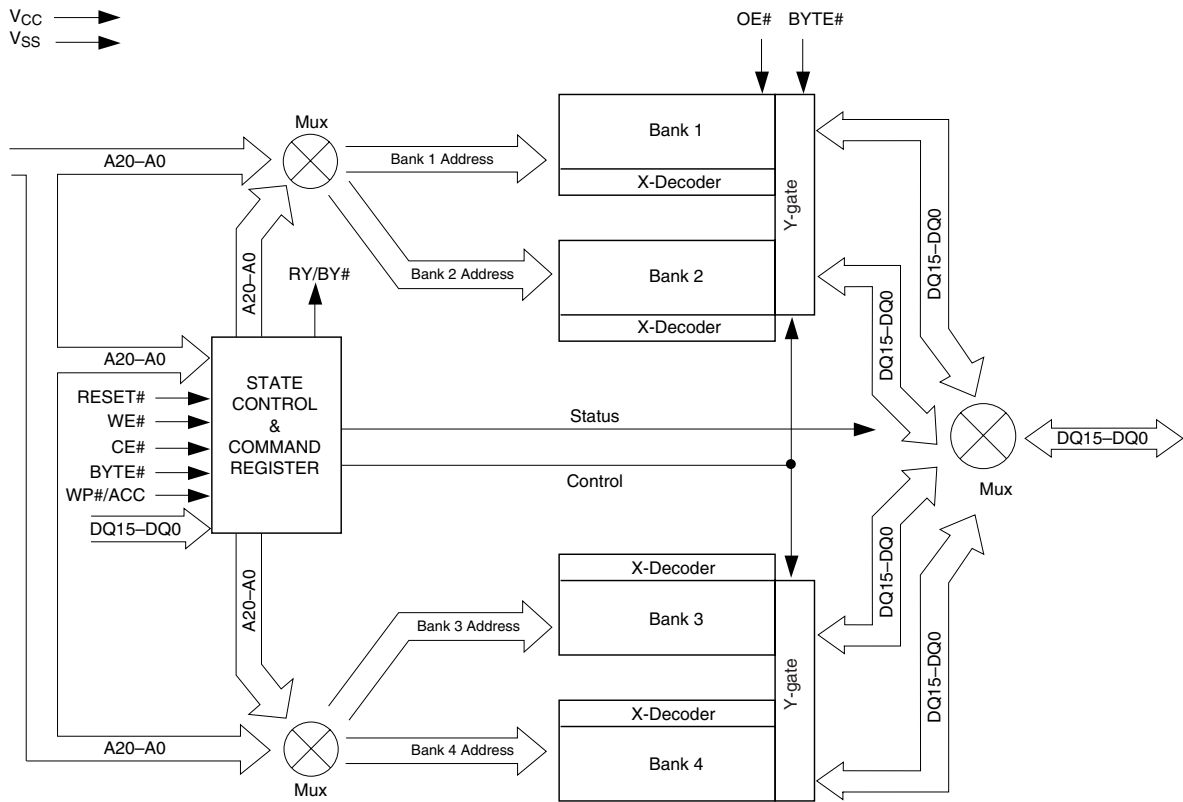 VCC
VSS
OE# BYTE#
Mux
A20–A0
Bank 1 Address
Bank 1
X-Decoder
Y-gate
DQ15–DQ0
A20–A0
RY/BY#
Bank 2 Address
Bank 2
X-Decoder
DQ15–DQ0
A20–A0
RESET#
WE#
CE#
BYTE#
WP#/ACC
DQ15–DQ0
STATE
CONTROL
&
COMMAND
REGISTER
Status
Control
DQ15–DQ0
Mux
A20–A0
Bank 3 Address
X-Decoder
Bank 3
Y-gate
DQ15–DQ0
DQ15–DQ0
A20–A0
Mux
Bank 4 Address
X-Decoder
Bank 4